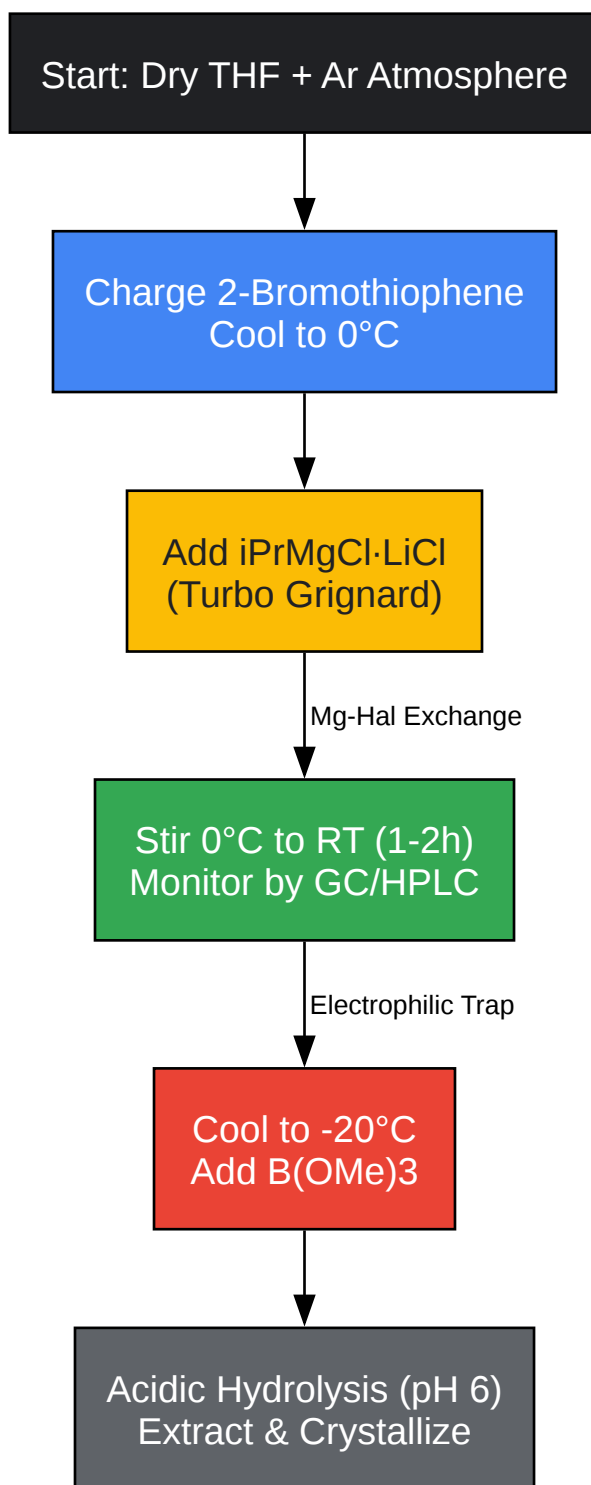 Start: Dry THF + Ar Atmosphere
Charge 2-Bromothiophene
Cool to 0°C
Add iPrMgCl·LiCl
(Turbo Grignard)
Mg-Hal Exchange
Stir 0°C to RT (1-2h)
Monitor by GC/HPLC
Electrophilic Trap
Cool to -20°C
Add B(OMe)3
Acidic Hydrolysis (pH 6)
Extract & Crystallize